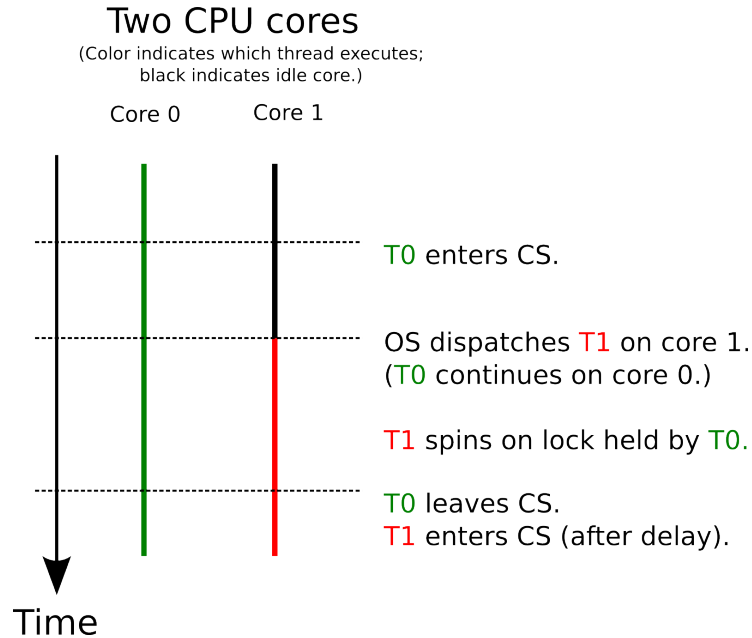 Two CPU cores
(Color indicates which thread executes;
black indicates idle core.)
Core 0
Core 1
T0 enters CS.
OS dispatches T1 on core 1.
(T0 continues on core 0.)
T1 spins on lock held by T0.
T0 leaves CS.
T1 enters CS (after delay).
Time